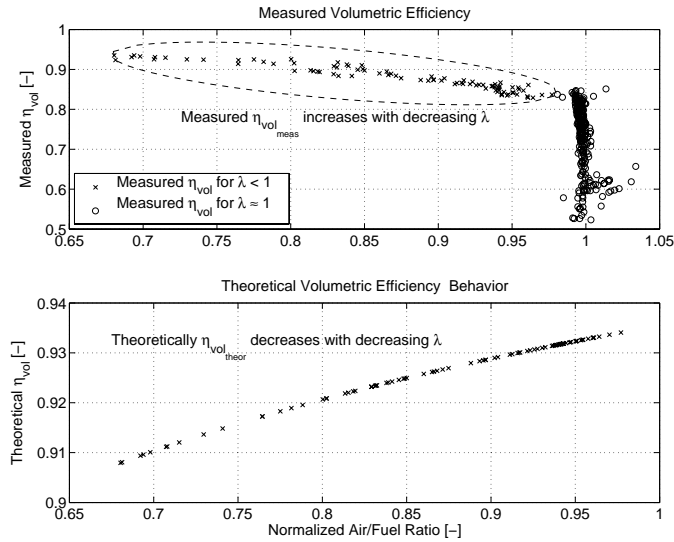 Measured Volumetric Efficiency
1
0.9
0.8
0.7
0.6
0.5
Measured η_vol [−]
Measured η_vol_meas increases with decreasing λ
× Measured η_vol for λ < 1
○ Measured η_vol for λ ≈ 1
0.65 0.7 0.75 0.8 0.85 0.9 0.95 1 1.05
Theoretical Volumetric Efficiency Behavior
0.94
0.93
0.92
0.91
0.9
Theoretical η_vol [−]
Theoretically η_vol_theor decreases with decreasing λ
0.65 0.7 0.75 0.8 0.85 0.9 0.95 1
Normalized Air/Fuel Ratio [−]